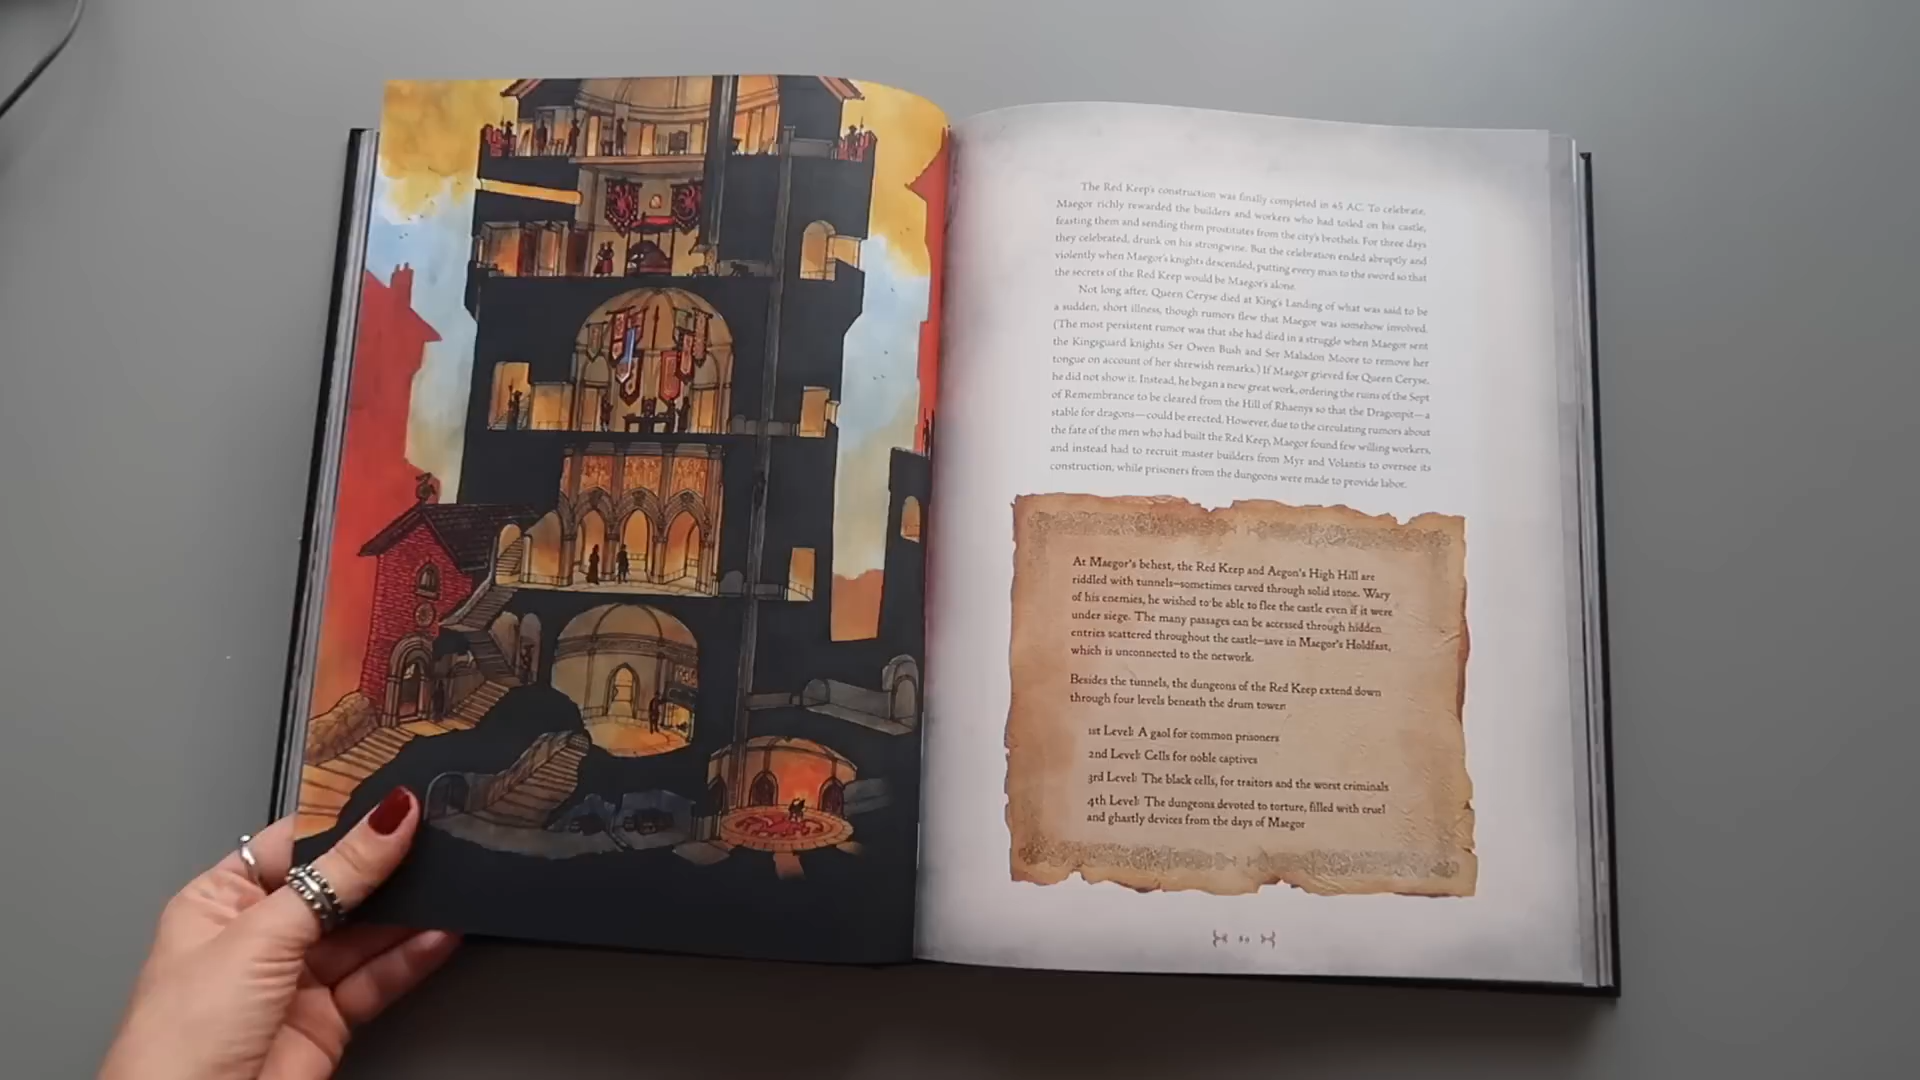 The Red Keep's construction was finally completed in 45 AC. To celebrate,
Maegor richly rewarded the builders and workers who had toiled on his castle,
feasting them and sending them prostitutes from the city's brothels. For three days
they celebrated, drunk on his strongwine. But the celebration ended abruptly and
violently when Maegor's knights descended, putting every man to the sword so that
the secrets of the Red Keep would be Maegor's alone.
Not long after, Queen Ceryse died at King's Landing of what was said to be
a sudden, short illness, though rumors flew that Maegor was somehow involved.
(The most persistent rumor was that she had died in a struggle when Maegor sent
the Kingsguard knights Ser Owen Bush and Ser Maladon Moore to remove her
tongue on account of her shrewish remarks.) If Maegor grieved for Queen Ceryse,
he did not show it. Instead, he began a new great work, ordering the ruins of the Sept
of Remembrance to be cleared from the Hill of Rhaenys so that the Dragonpit—a
stable for dragons—could be erected. However, due to the circulating rumors about
the fate of the men who had built the Red Keep, Maegor found few willing workers,
and instead had to recruit master builders from Myr and Volantis to oversee its
construction, while prisoners from the dungeons were made to provide labor.
At Maegor's behest, the Red Keep and Aegon's High Hill are
riddled with tunnels—sometimes carved through solid stone. Wary
of his enemies, he wished to be able to flee the castle even if it were
under siege. The many passages can be accessed through hidden
entries scattered throughout the castle—save in Maegor's Holdfast,
which is unconnected to the network.
Besides the tunnels, the dungeons of the Red Keep extend down
through four levels beneath the drum tower:
1st Level: A gaol for common prisoners
2nd Level: Cells for noble captives
3rd Level: The black cells, for traitors and the worst criminals
4th Level: The dungeons devoted to torture, filled with cruel
and ghastly devices from the days of Maegor